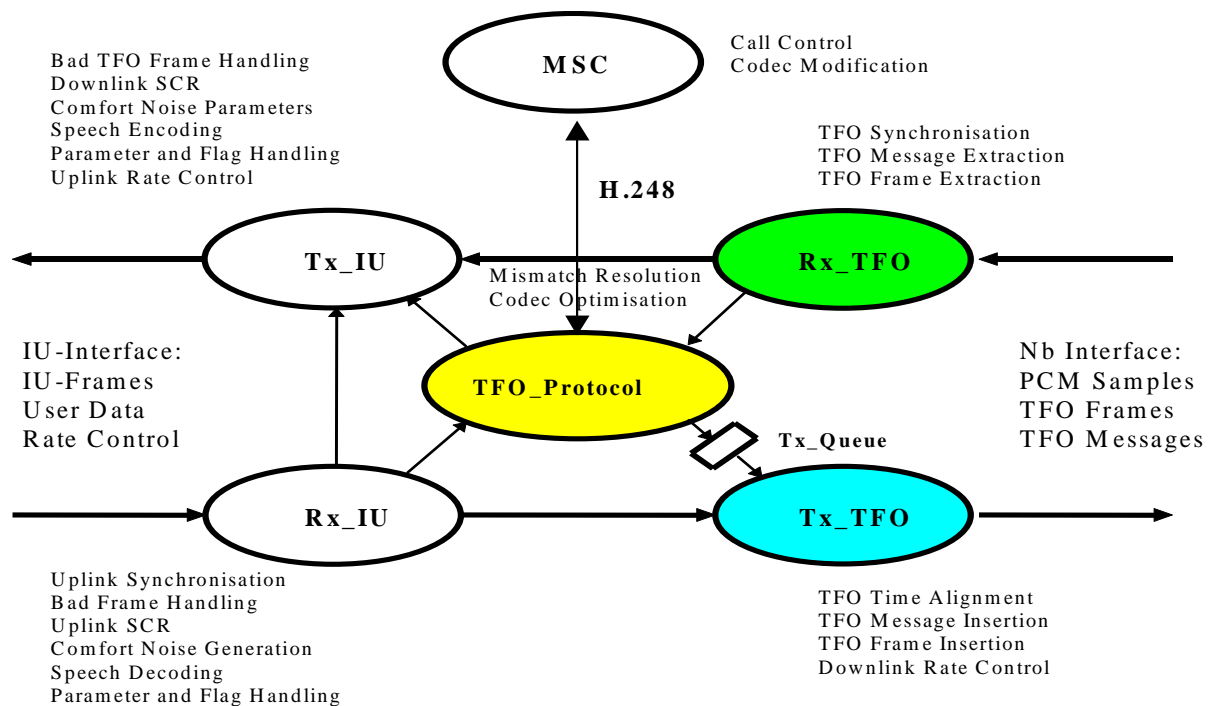 Bad TFO Frame Handling
Downlink SCR
Comfort Noise Parameters
Speech Encoding
Parameter and Flag Handling
Uplink Rate Control
MSC
Call Control
Codec Modification
TFO Synchronisation
TFO Message Extraction
TFO Frame Extraction
H.248
Tx_IU
Rx_TFO
Mismatch Resolution
Codec Optimisation
IU-Interface:
IU-Frames
User Data
Rate Control
TFO_Protocol
Nb Interface:
PCM Samples
TFO Frames
TFO Messages
Tx_Queue
Rx_IU
Tx_TFO
Uplink Synchronisation
Bad Frame Handling
Uplink SCR
Comfort Noise Generation
Speech Decoding
Parameter and Flag Handling
TFO Time Alignment
TFO Message Insertion
TFO Frame Insertion
Downlink Rate Control